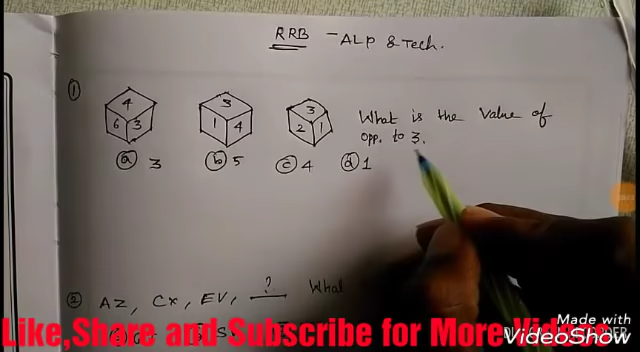 RRB - ALP & Tech.
①
4 6 3
3 1 4
3 2 1
What is the value of
opp. to 3.
ⓐ 3 ⓑ 5 ⓒ 4 ⓓ 1
② AZ, CX, EV, ? What
Like,Share and Subscribe for More Videos
Made with
VideoShow